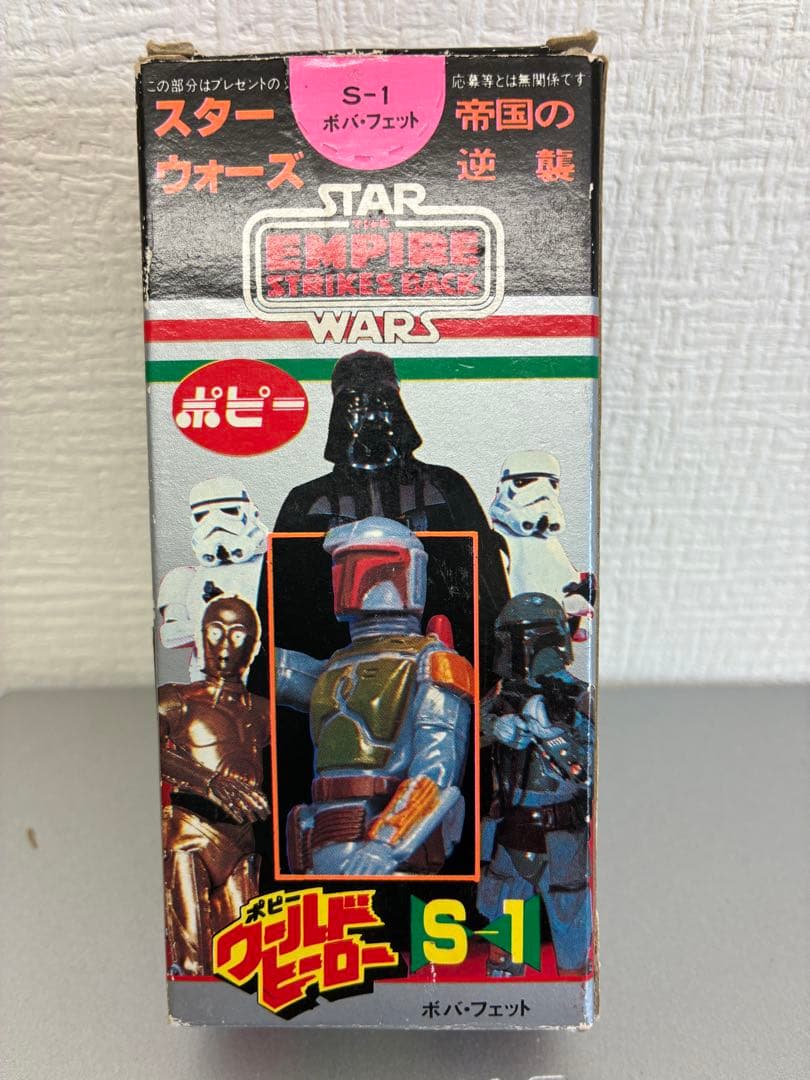 この部分はプレゼントの
S-1
ボバ・フェット
応募等とは無関係です
スター
ウォーズ
帝国の
逆襲
STAR
THE
EMPIRE
STRIKES BACK
WARS
ポピー
ポピー
ワールド
ヒーロー
S-1
ボバ・フェット